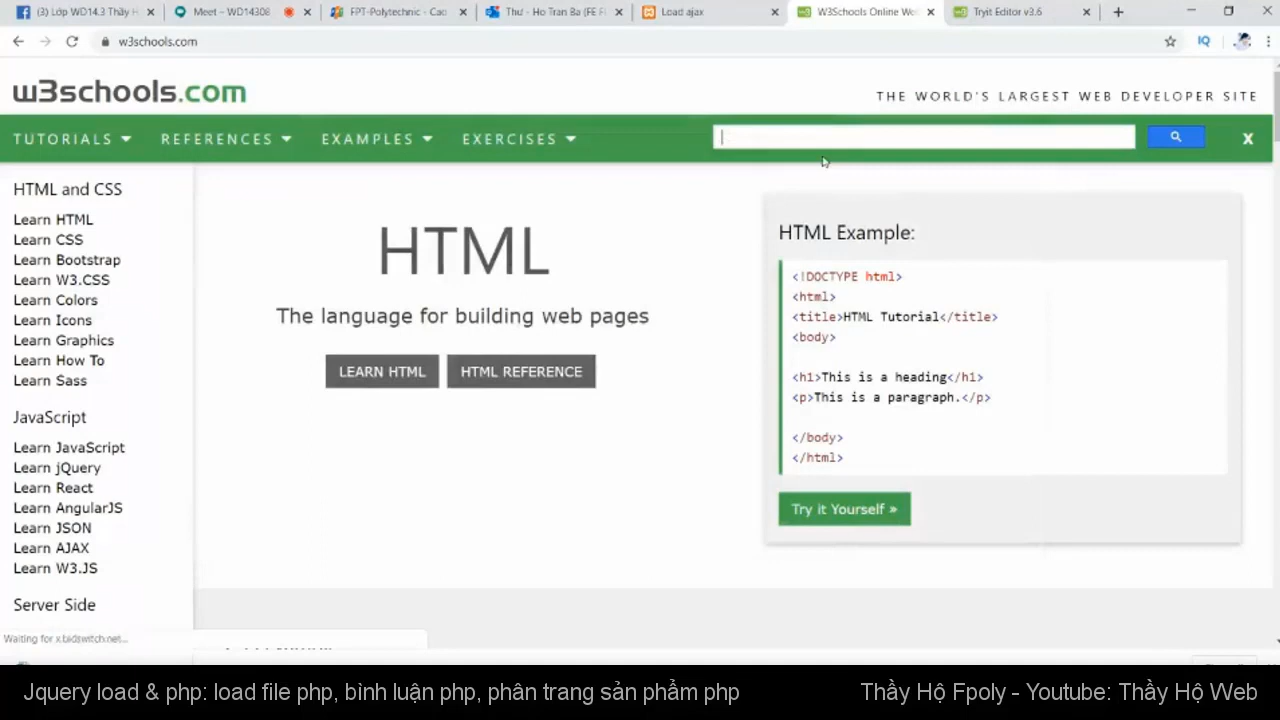 (3) Lớp WD14.3 Thầy H
Meet – WD14308
FPT-Polytechnic - Cao
Thư - Ho Tran Ba (FE F
Load ajax
W3Schools Online We
Tryit Editor v3.6
w3schools.com
w3schools.com
THE WORLD'S LARGEST WEB DEVELOPER SITE
TUTORIALS REFERENCES EXAMPLES EXERCISES X
HTML and CSS
Learn HTML
Learn CSS
Learn Bootstrap
Learn W3.CSS
Learn Colors
Learn Icons
Learn Graphics
Learn How To
Learn Sass
JavaScript
Learn JavaScript
Learn jQuery
Learn React
Learn AngularJS
Learn JSON
Learn AJAX
Learn W3.JS
Server Side
HTML
The language for building web pages
LEARN HTML HTML REFERENCE
HTML Example:
<!DOCTYPE html>
<html>
<title>HTML Tutorial</title>
<body>
<h1>This is a heading</h1>
<p>This is a paragraph.</p>
</body>
</html>
Try it Yourself »
Waiting for x.bidswitch.net...
Jquery load & php: load file php, bình luận php, phân trang sản phẩm php
Thầy Hộ Fpoly - Youtube: Thầy Hộ Web